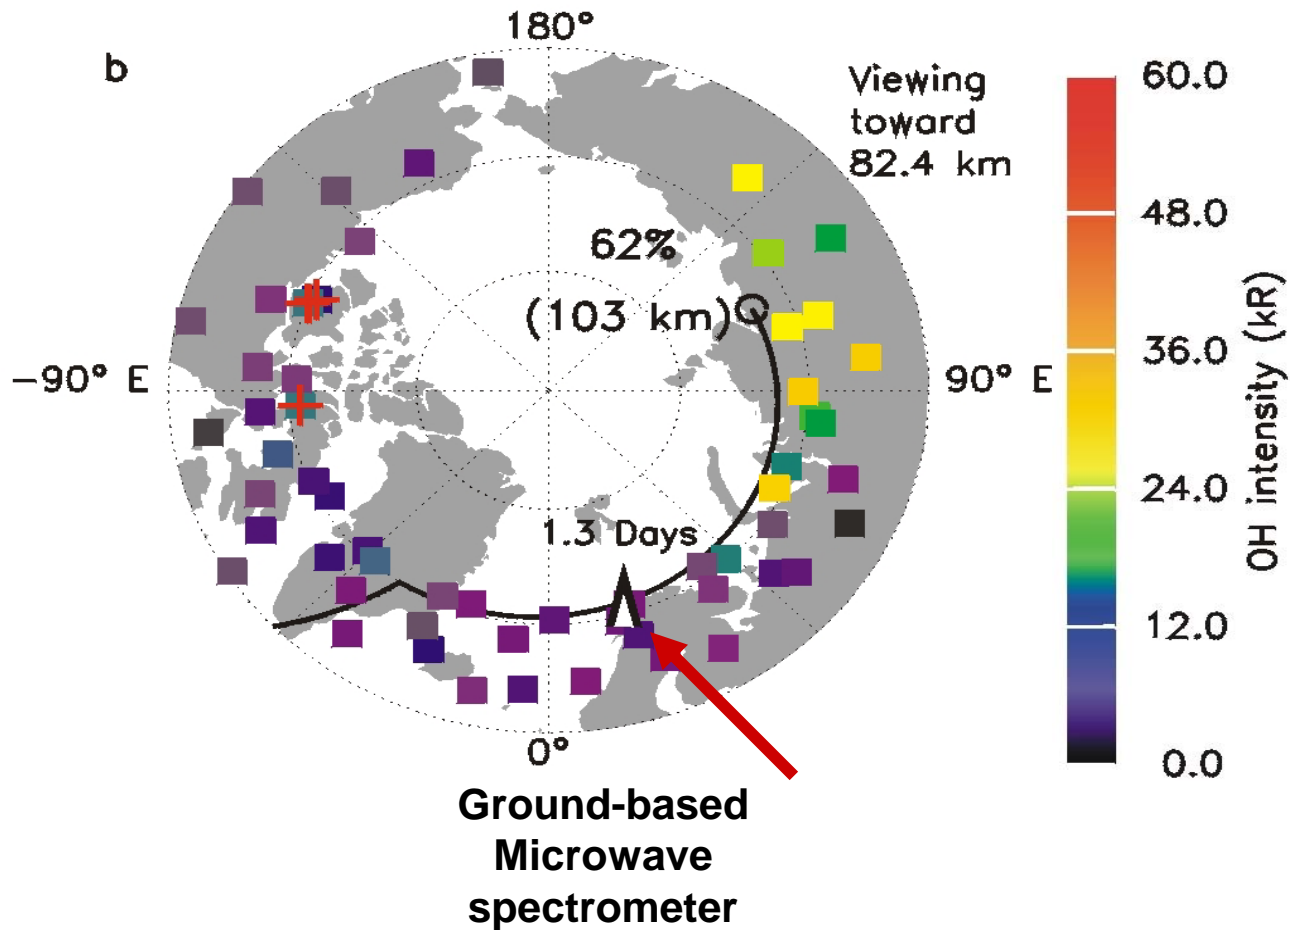 180°
b
Viewing
toward
82.4 km
62%
(103 km)
-90° E
90° E
1.3 Days
0°
60.0
48.0
36.0
24.0
12.0
0.0
OH intensity (kR)
Ground-based
Microwave
spectrometer